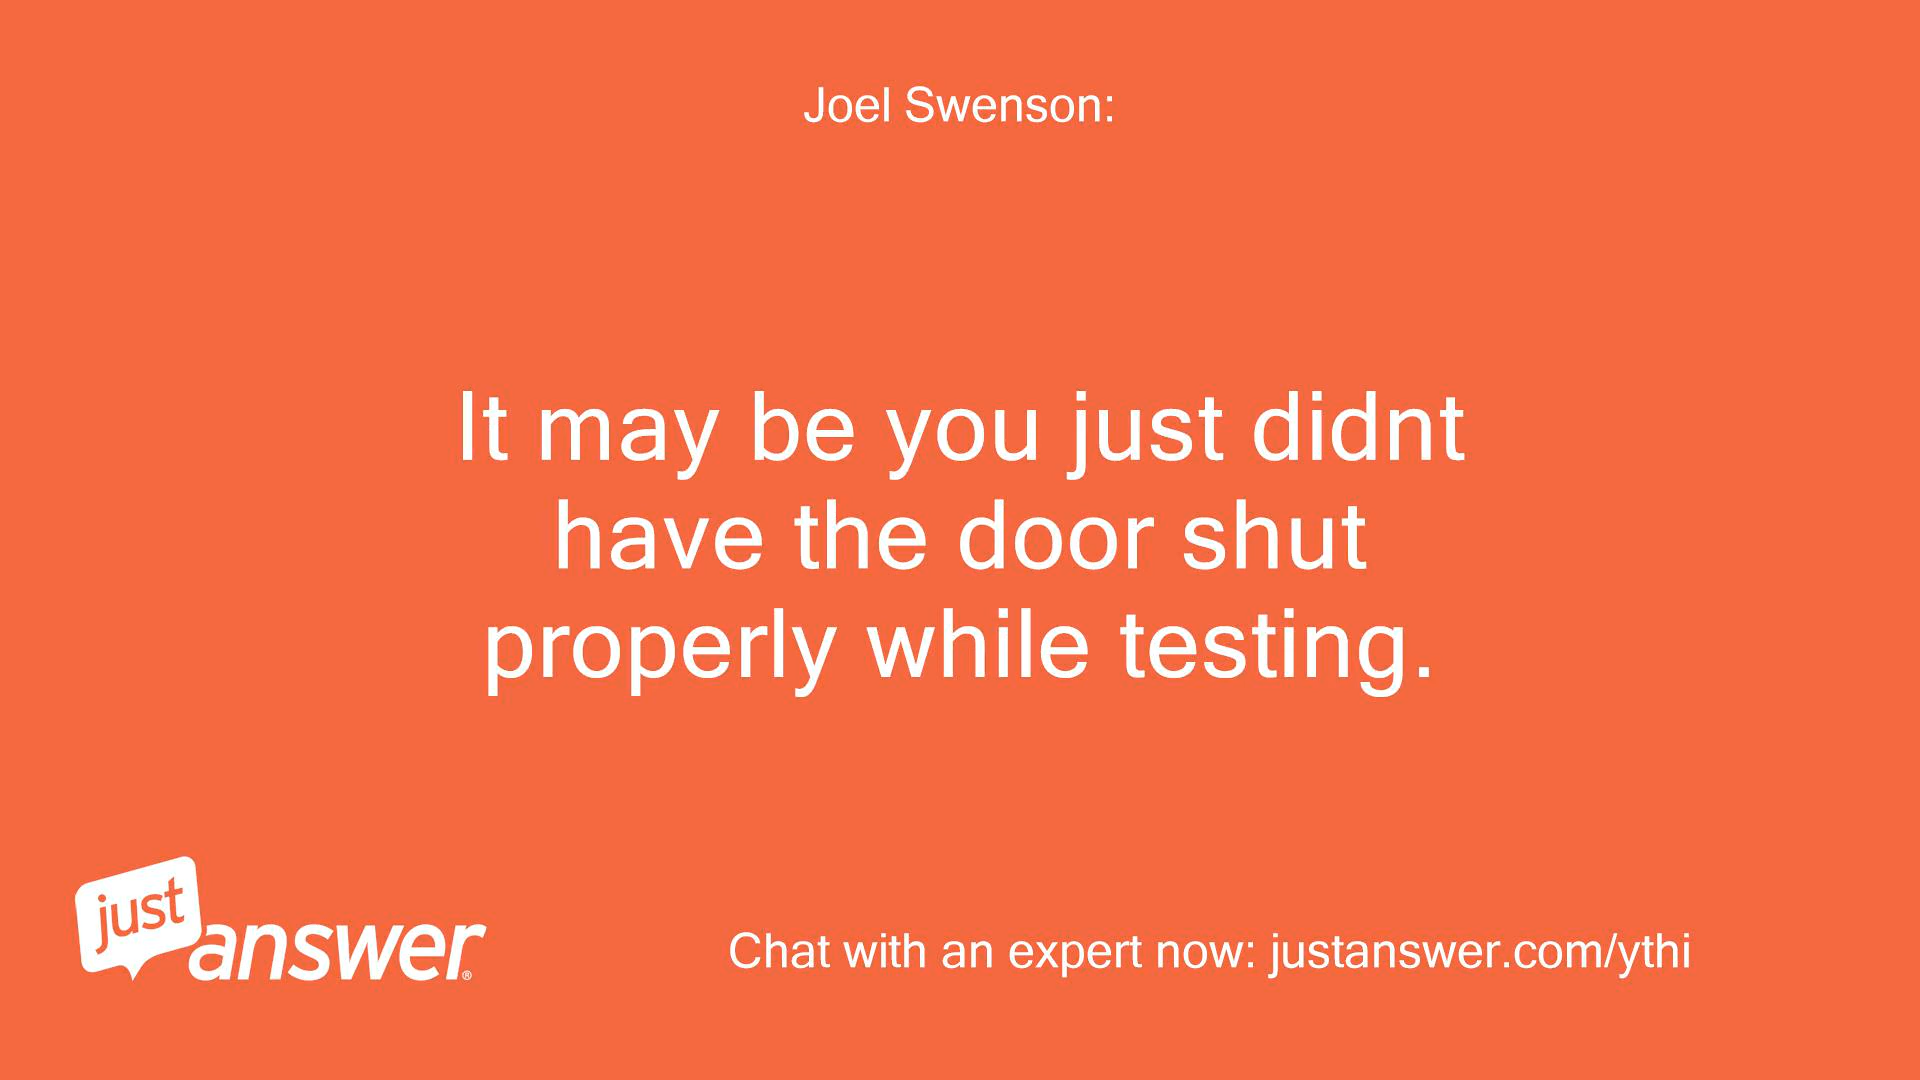 Joel Swenson:
It may be you just didnt
have the door shut
properly while testing.
just
answer®
Chat with an expert now: justanswer.com/ythi